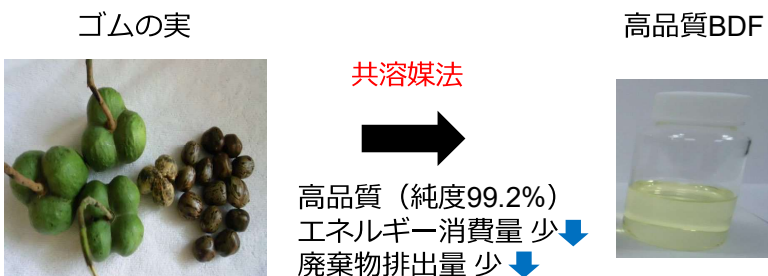 ゴムの実
高品質BDF
共溶媒法
高品質（純度99.2%）
エネルギー消費量 少
廃棄物排出量 少